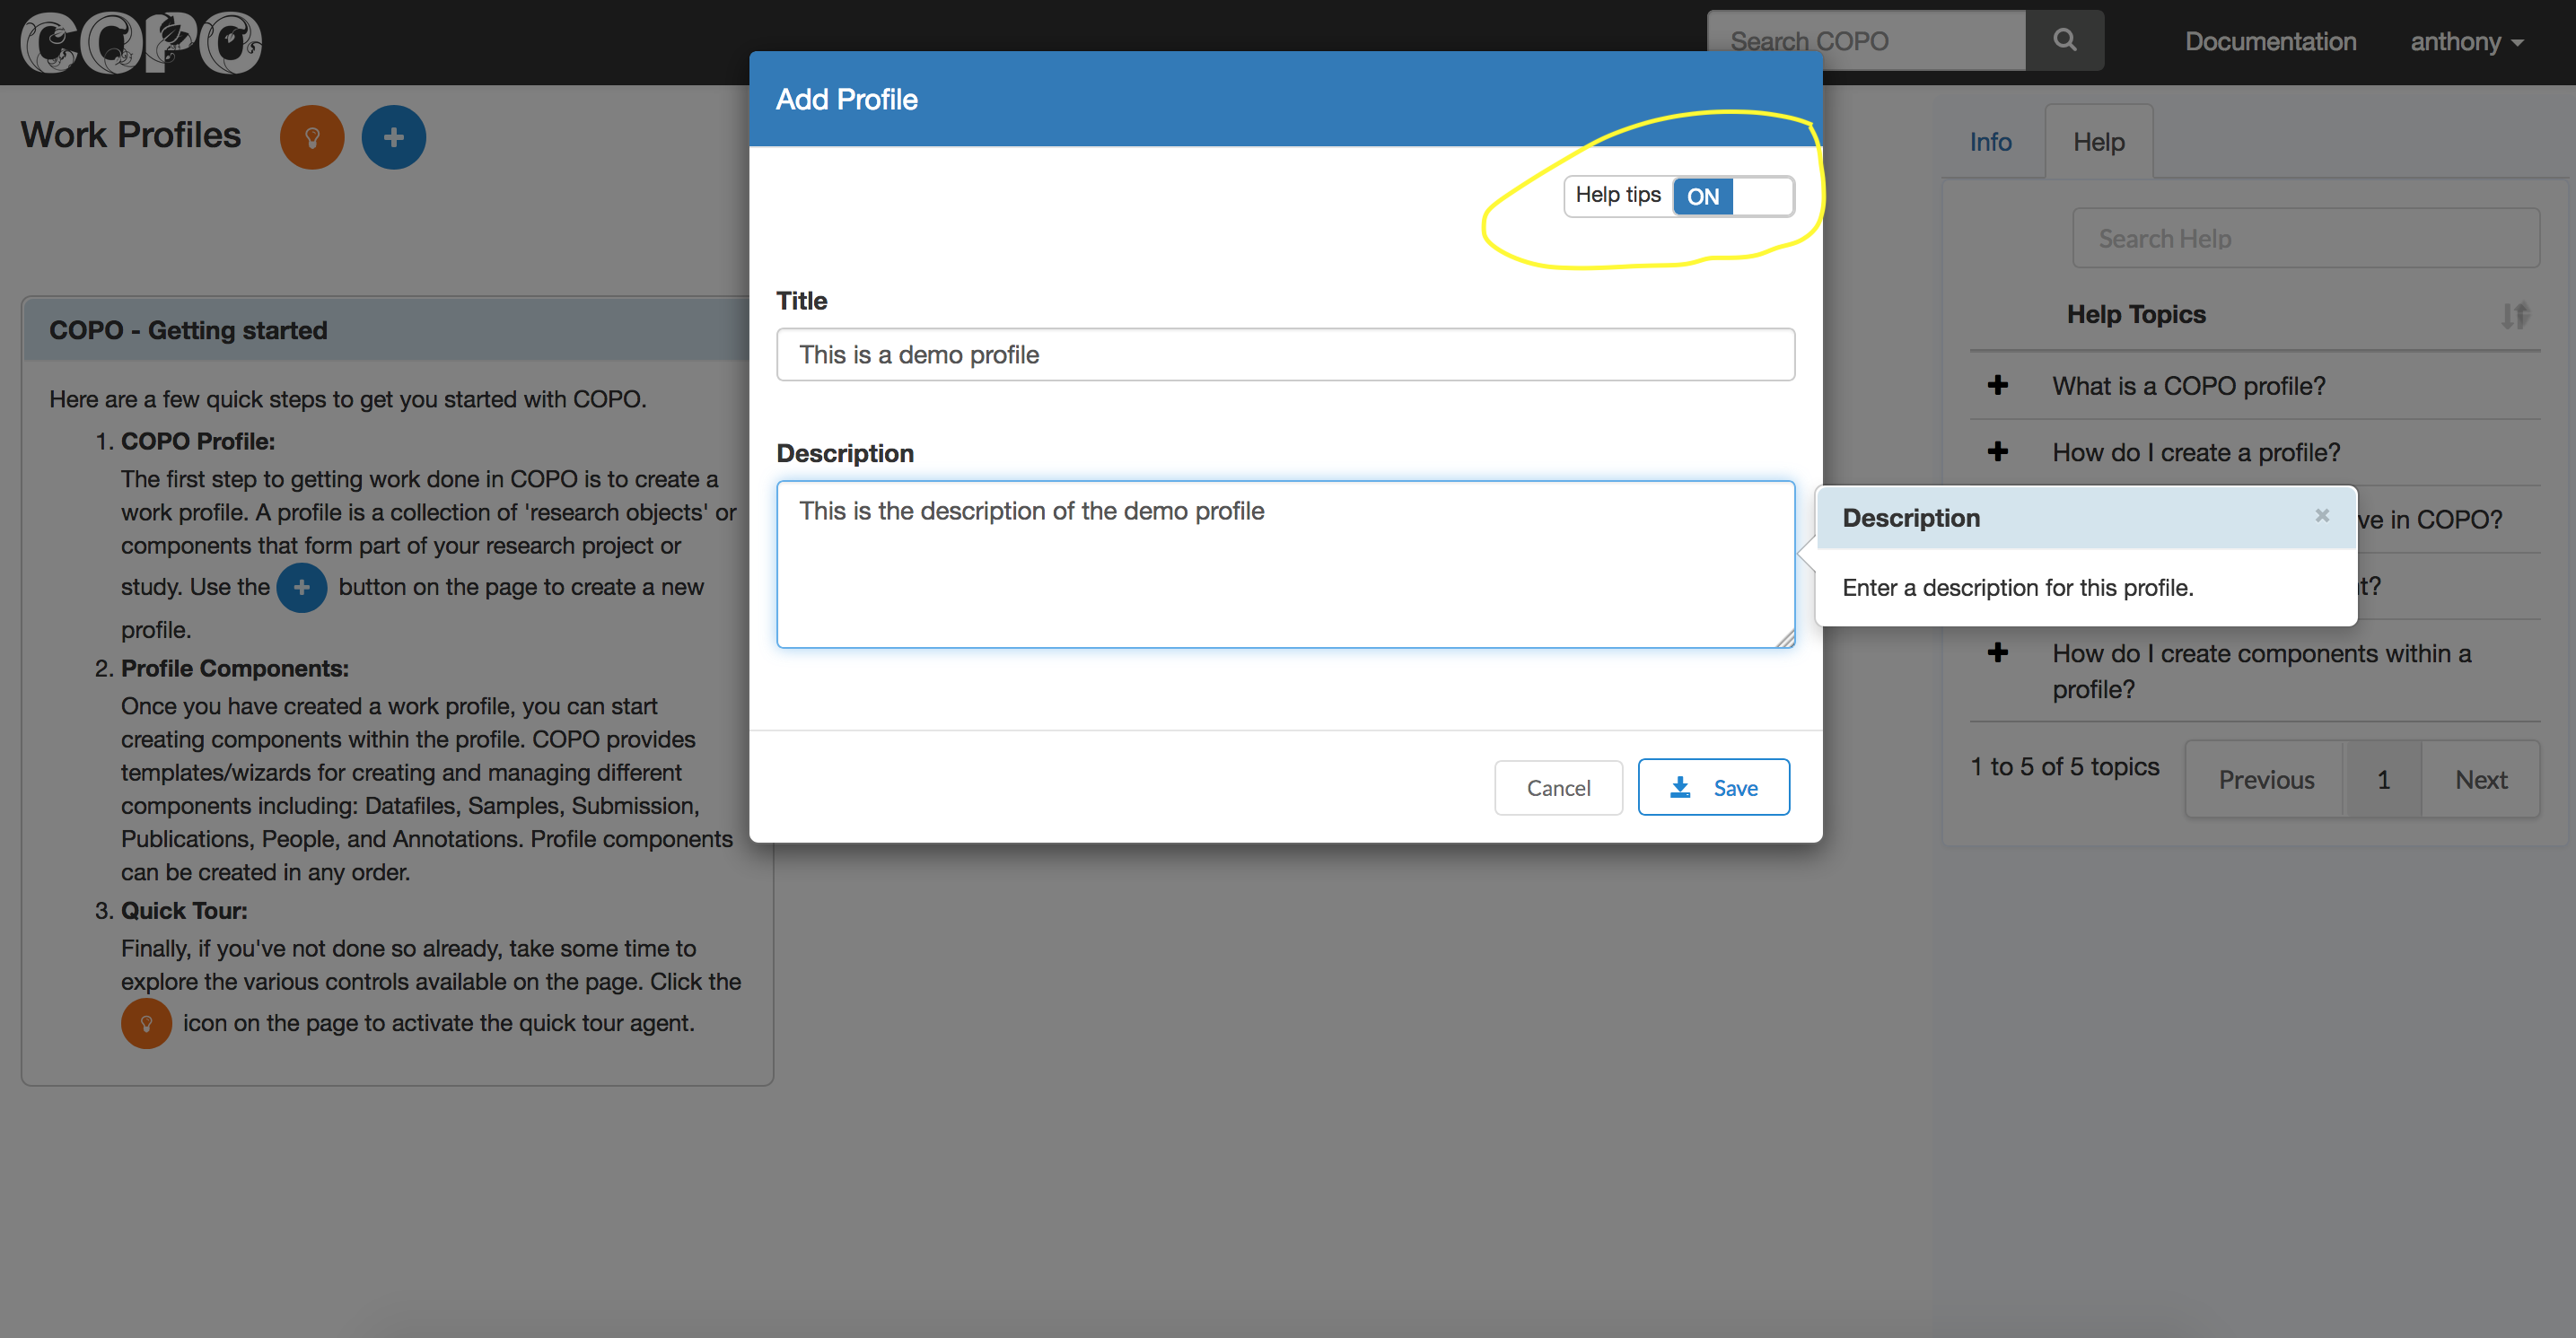 COPO
Search COPO
Documentation
anthony
Work Profiles
Add Profile
Help tips ON
Title
This is a demo profile
Description
This is the description of the demo profile
Cancel
Save
Description ×
Enter a description for this profile.
COPO - Getting started
Here are a few quick steps to get you started with COPO.
1. COPO Profile:
The first step to getting work done in COPO is to create a
work profile. A profile is a collection of 'research objects' or
components that form part of your research project or
study. Use the + button on the page to create a new
profile.
2. Profile Components:
Once you have created a work profile, you can start
creating components within the profile. COPO provides
templates/wizards for creating and managing different
components including: Datafiles, Samples, Submission,
Publications, People, and Annotations. Profile components
can be created in any order.
3. Quick Tour:
Finally, if you've not done so already, take some time to
explore the various controls available on the page. Click the
icon on the page to activate the quick tour agent.
Info
Help
Search Help
Help Topics
What is a COPO profile?
How do I create a profile?
in COPO?
How do I create components within a
profile?
1 to 5 of 5 topics
Previous
1
Next